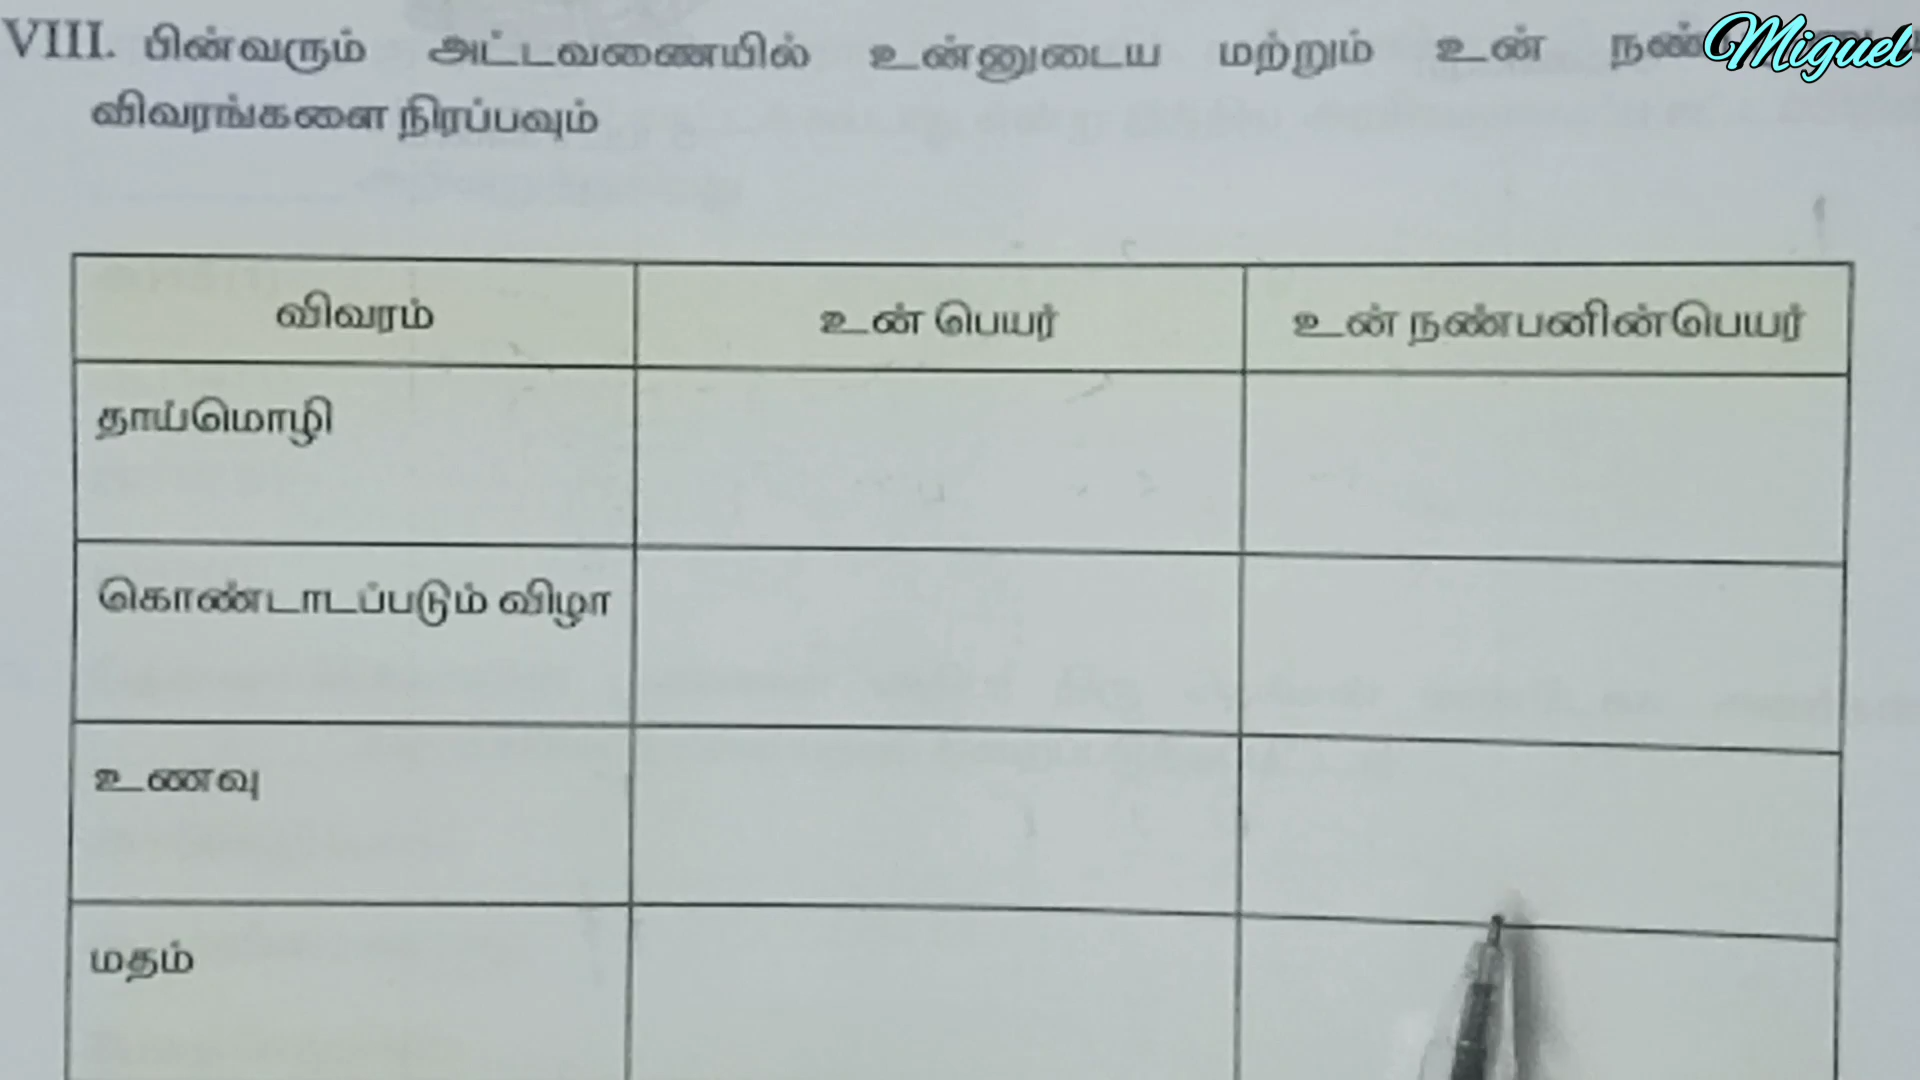 VIII. பின்வரும் அட்டவணையில் உன்னுடைய மற்றும் உன்
Miguel
விவரங்களை நிரப்பவும்
விவரம் உன் பெயர் உன் நண்பனின்பெயர்
தாய்மொழி
கொண்டாடப்படும் விழா
உணவு
மதம்